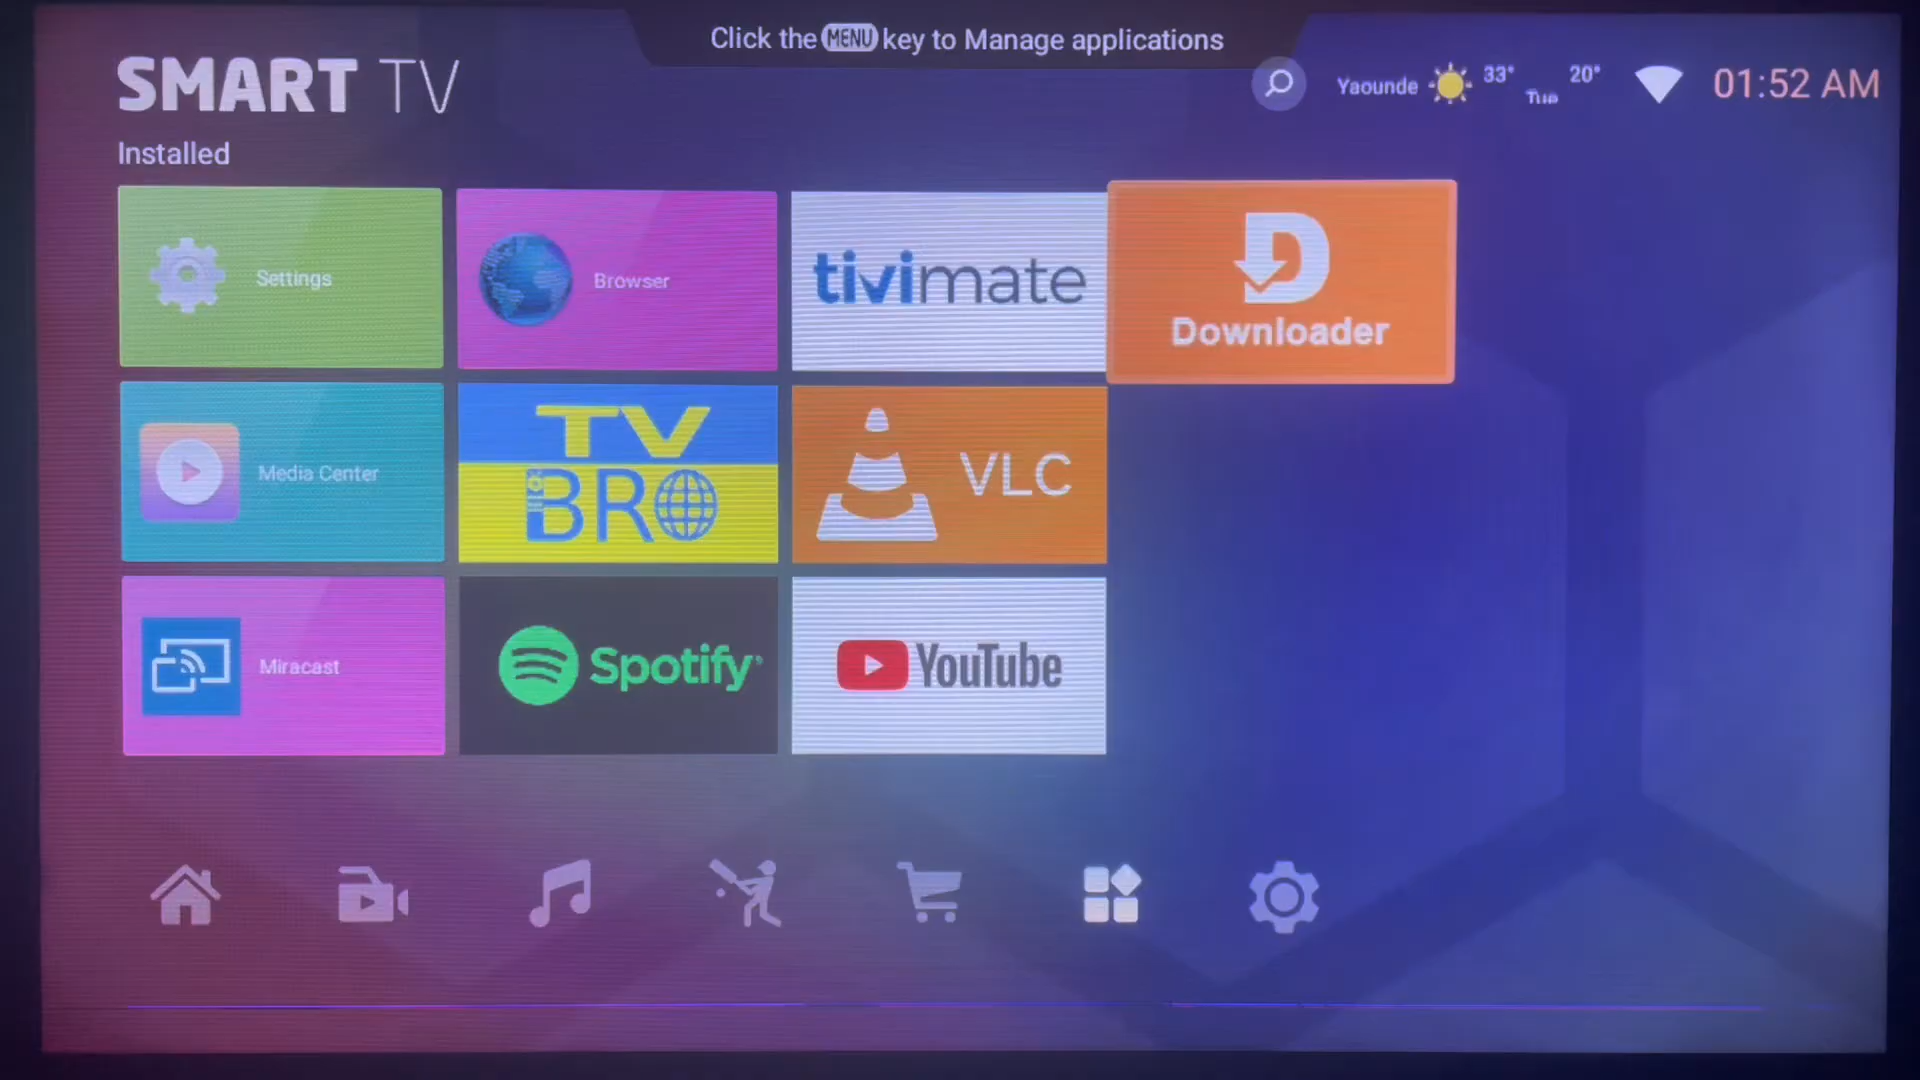 Click the MENU key to Manage applications
SMART TV
Yaounde 33° Tue 20° 01:52 AM
Installed
Settings
Browser
tivimate
Downloader
Media Center
TV
BRO
VLC
Miracast
Spotify
YouTube